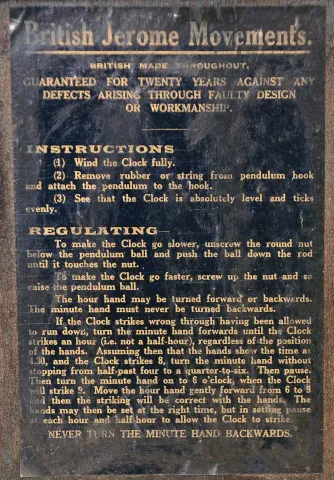 British Jerome Movements.
BRITISH MADE THROUGHOUT,
GUARANTEED FOR TWENTY YEARS AGAINST ANY
DEFECTS ARISING THROUGH FAULTY DESIGN
OR WORKMANSHIP.
INSTRUCTIONS
(1) Wind the Clock fully.
(2) Remove rubber or string from pendulum hook
and attach the pendulum to the hook.
(3) See that the Clock is absolutely level and ticks
evenly.
REGULATING—
To make the Clock go slower, unscrew the round nut
below the pendulum ball and push the ball down the rod
until it touches the nut.
To make the Clock go faster, screw up the nut and so
raise the pendulum ball.
The hour hand may be turned forward or backwards.
The minute hand must never be turned backwards.
If the Clock strikes wrong through having been allowed
to run down, turn the minute hand forwards until the Clock
strikes an hour (i.e. not a half-hour), regardless of the position
of the hands. Assuming then that the hands show the time as
4.30, and the Clock strikes 8, turn the minute hand without
stopping from half-past four to a quarter-to-six. Then pause.
Then turn the minute hand on to 6 o'clock, when the Clock
will strike 9. Move the hour hand gently forward from 6 to 9
and then the striking will be correct with the hands. The
hands may then be set at the right time, but in setting pause
at each hour and half-hour to allow the Clock to strike.
NEVER TURN THE MINUTE HAND BACKWARDS.